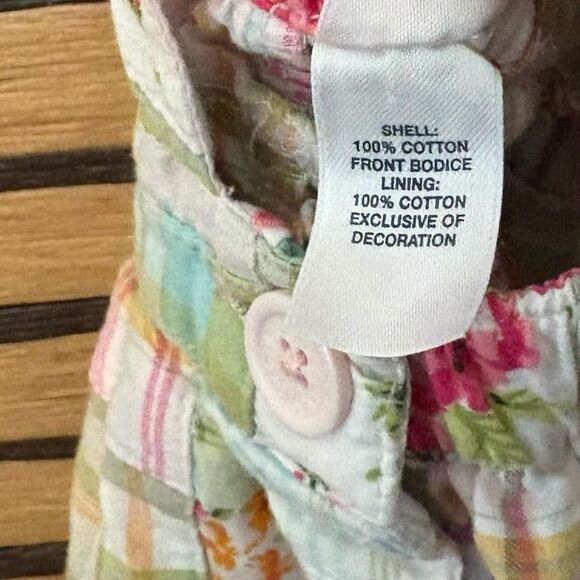 SHELL:
100% COTTON
FRONT BODICE
LINING:
100% COTTON
EXCLUSIVE OF
DECORATION